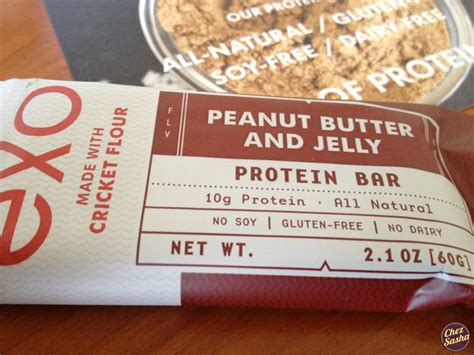 OUR PROTEIN
ALL-NATURAL / GLUTEN-
SOY-FREE / DAIRY-FREE
OF PROTEIN
exo
MADE WITH
CRICKET FLOUR
FLV
PEANUT BUTTER
AND JELLY
PROTEIN BAR
10g Protein · All Natural
NO SOY | GLUTEN-FREE | NO DAIRY
NET WT. 2.1 OZ [60G]
Chez
Sasha